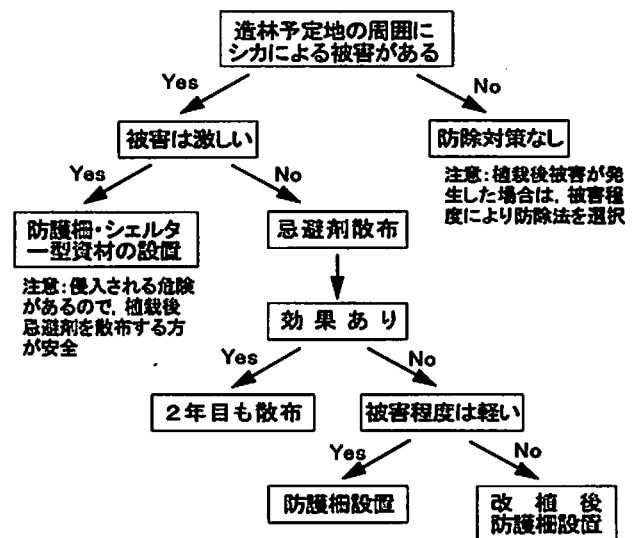 造林予定地の周囲に
シカによる被害がある
Yes
No
被害は激しい
防除対策なし
注意:植栽後被害が発
生した場合は,被害程
度により防除法を選択
Yes
No
防護柵・シェルタ
ー型資材の設置
注意:侵入される危険
があるので,植栽後
忌避剤を散布する方
が安全
忌避剤散布
効果あり
Yes
No
2年目も散布
被害程度は軽い
Yes
No
防護柵設置
改植後
防護柵設置